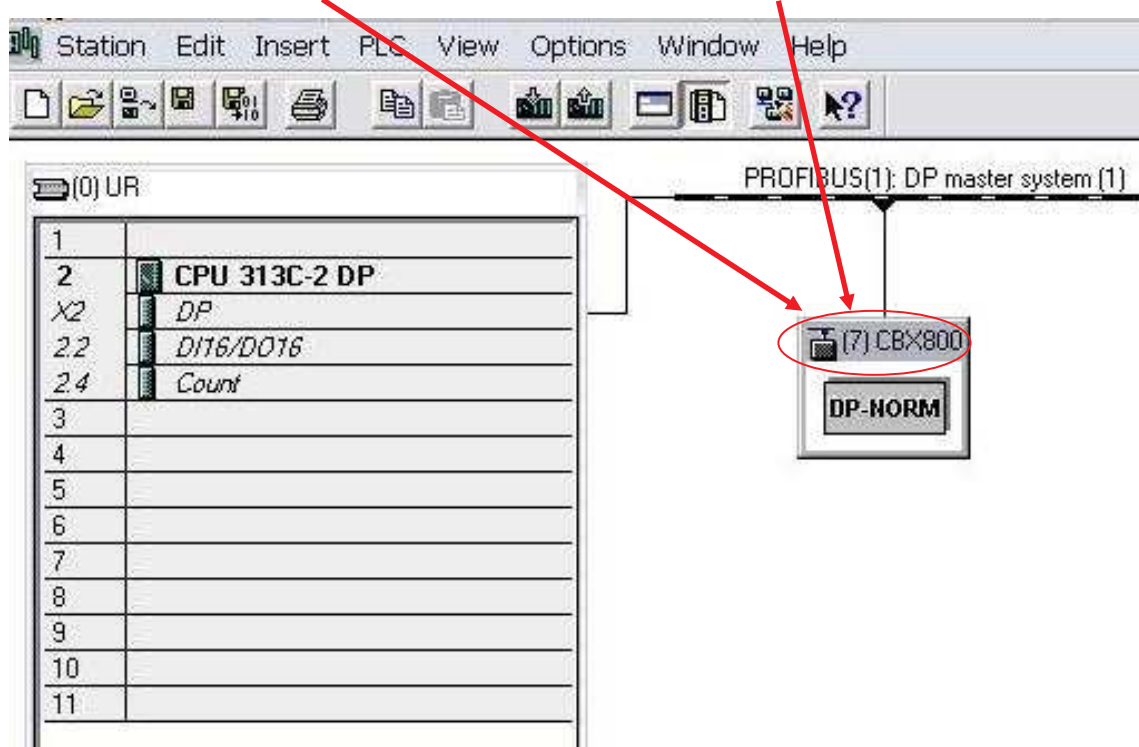 Station Edit Insert PLC View Options Window Help
(0) UR
PROFIBUS(1): DP master system (1)
1
2 CPU 313C-2 DP
X2 DP
2.2 DI16/DO16
2.4 Count
3
4
5
6
7
8
9
10
11
(7) CBX800
DP-NORM